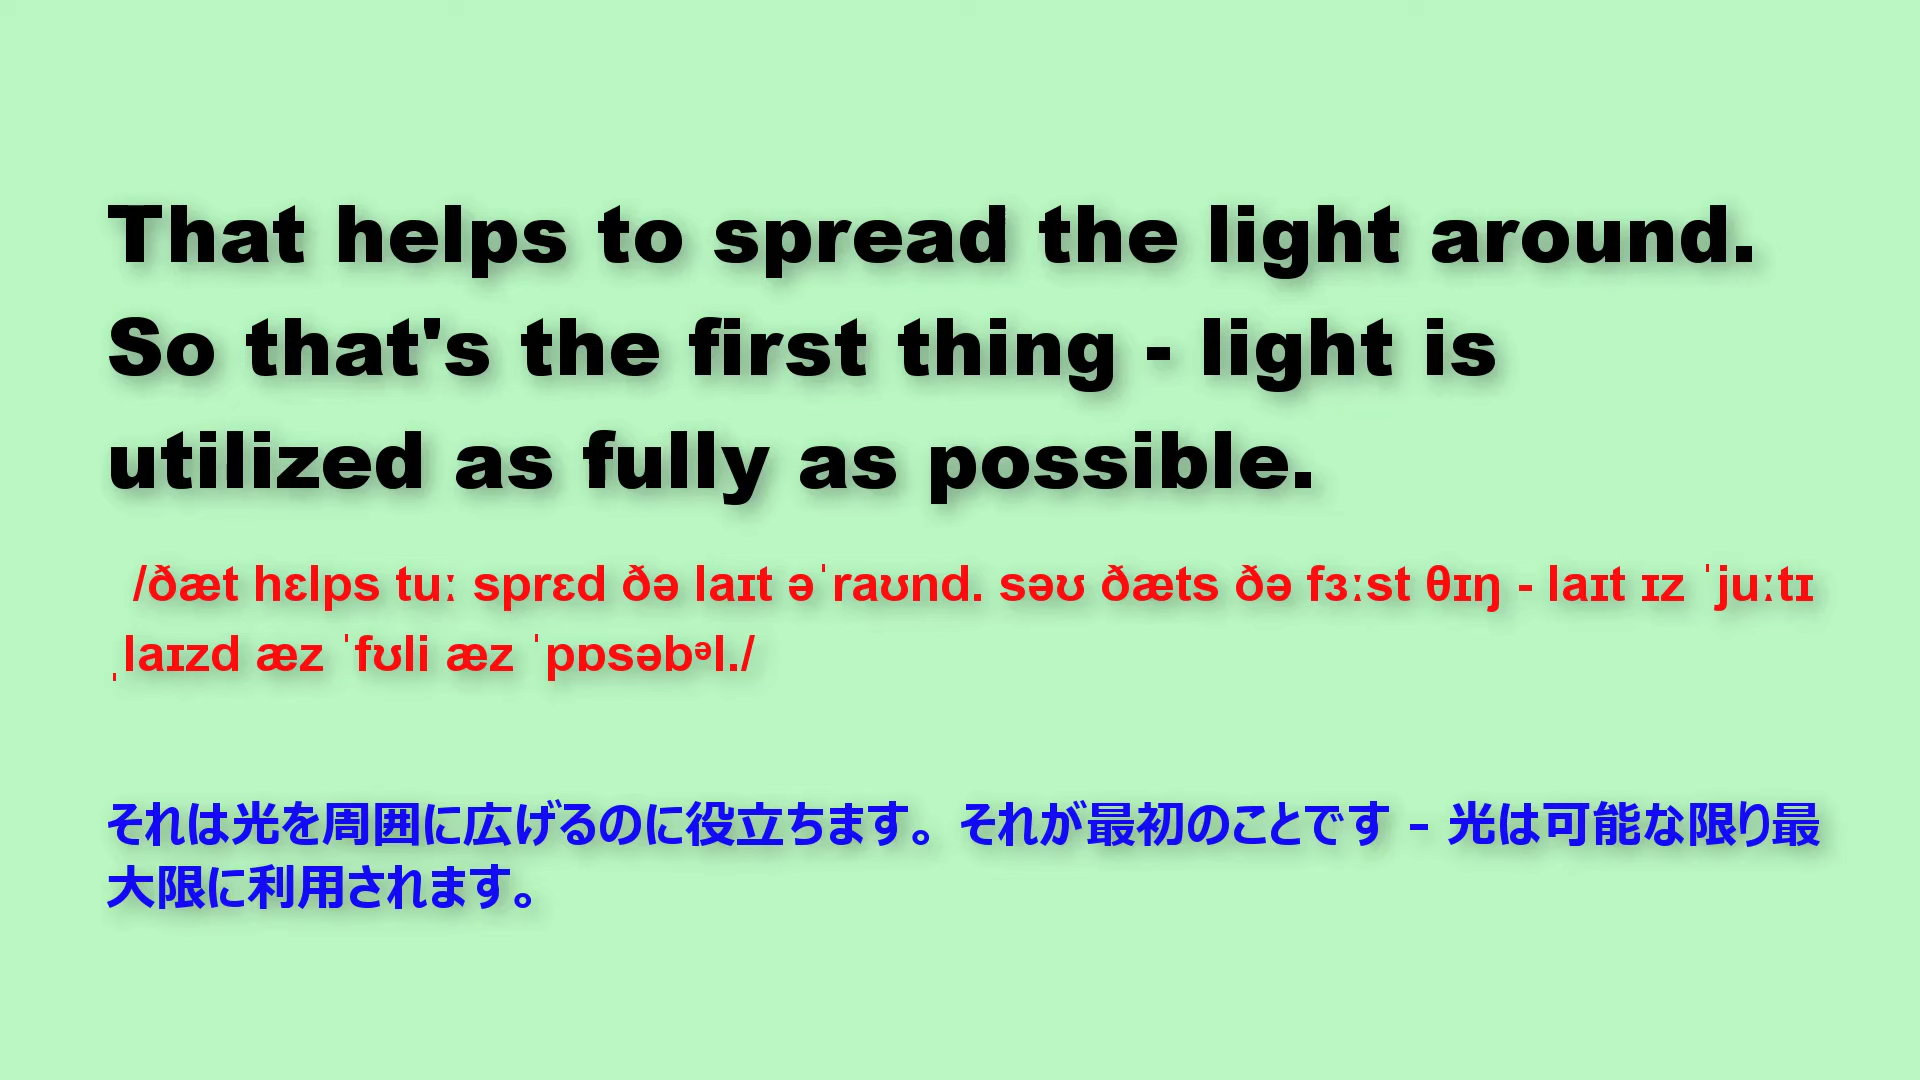 That helps to spread the light around.
So that's the first thing - light is
utilized as fully as possible.
/ðæt hɛlps tuː sprɛd ðə laɪt əˈraʊnd. səʊ ðæts ðə fɜːst θɪŋ - laɪt ɪz ˈjuːtɪ
ˌlaɪzd æz ˈfʊli æz ˈpɒsəbᵊl./
それは光を周囲に広げるのに役立ちます。それが最初のことです - 光は可能な限り最
大限に利用されます。